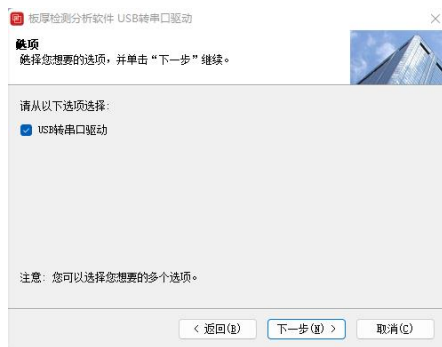 板厚检测分析软件 USB转串口驱动
选项
选择您想要的选项，并单击“下一步”继续。
请从以下选项选择：
USB转串口驱动
注意：您可以选择您想要的多个选项。
< 返回(B)
下一步(N) >
取消(C)